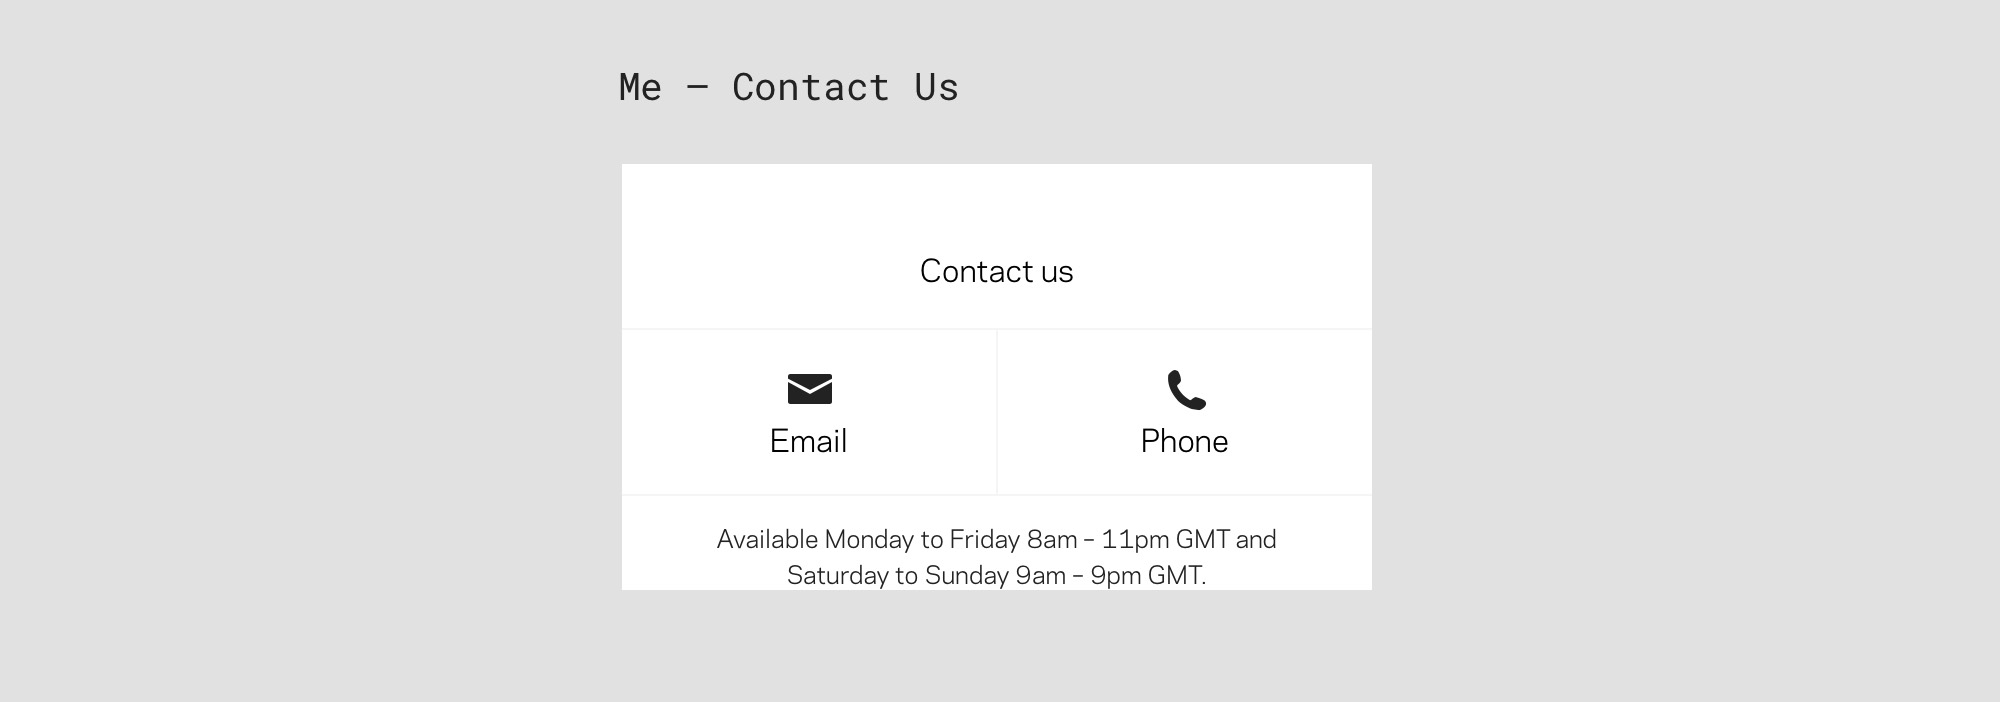 Me – Contact Us
Contact us
Email
Phone
Available Monday to Friday 8am – 11pm GMT and
Saturday to Sunday 9am – 9pm GMT.